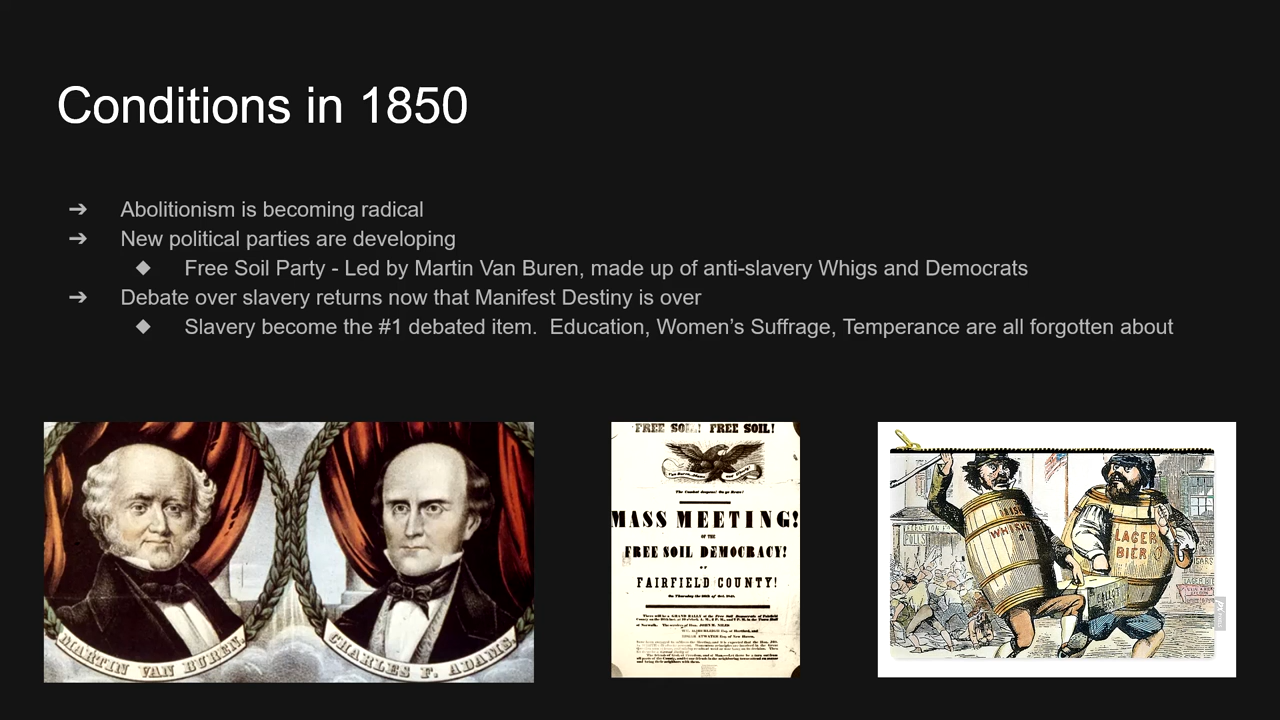 Conditions in 1850
➔ Abolitionism is becoming radical
➔ New political parties are developing
◆ Free Soil Party - Led by Martin Van Buren, made up of anti-slavery Whigs and Democrats
➔ Debate over slavery returns now that Manifest Destiny is over
◆ Slavery become the #1 debated item.  Education, Women’s Suffrage, Temperance are all forgotten about
MARTIN VAN BUREN
CHARLES F. ADAMS
FREE SOIL! FREE SOIL!
MASS MEETING!
OF THE
FREE SOIL DEMOCRACY!
OF
FAIRFIELD COUNTY!
WHISKY
LAGER
BIER
POLLS